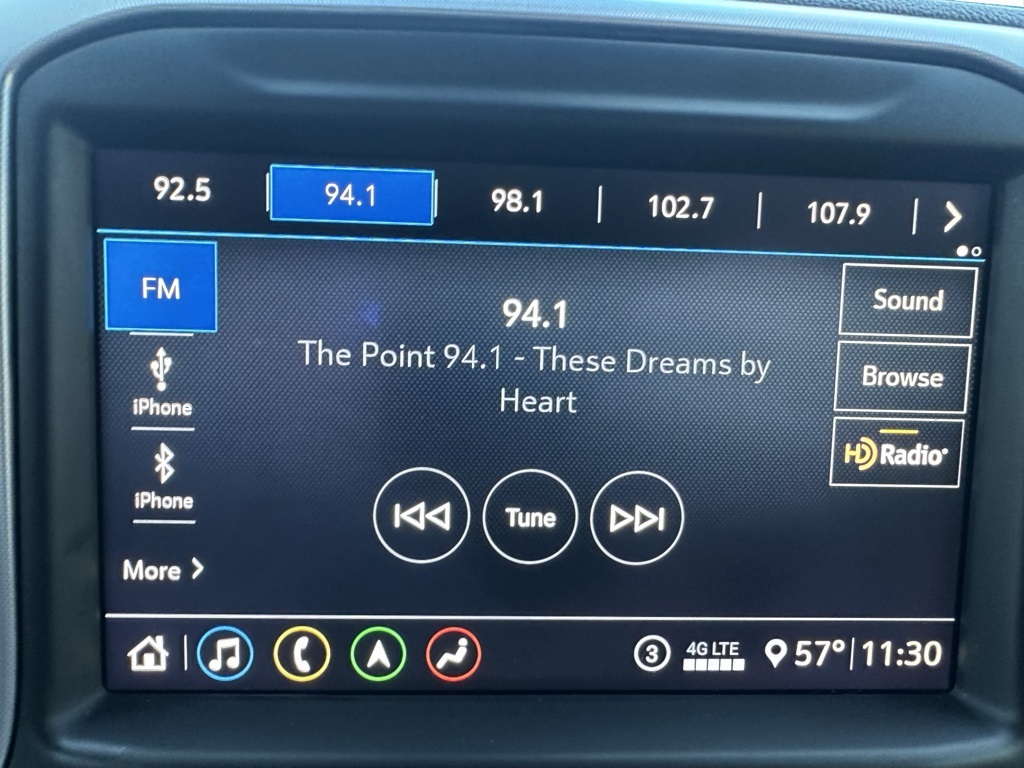 92.5 | 94.1 | 98.1 | 102.7 | 107.9 |
FM
iPhone
iPhone
More
94.1
The Point 94.1 - These Dreams by
Heart
Tune
Sound
Browse
HD Radio
3 4G LTE 57° | 11:30